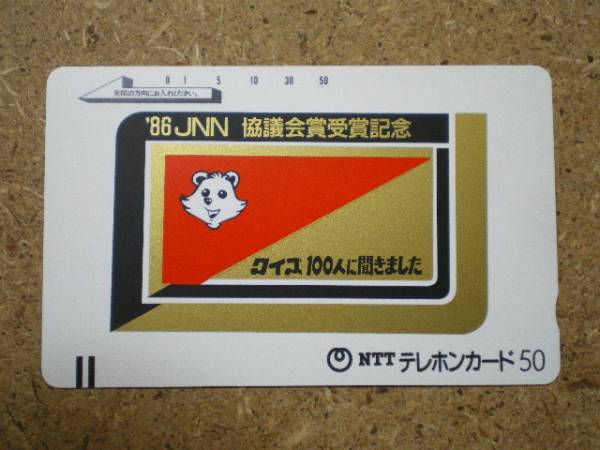 0 1 5 10 30 50
矢印の方向にお入れください。
'86 JNN 協議会賞受賞記念
クイズ 100人に聞きました
NTT テレホンカード 50